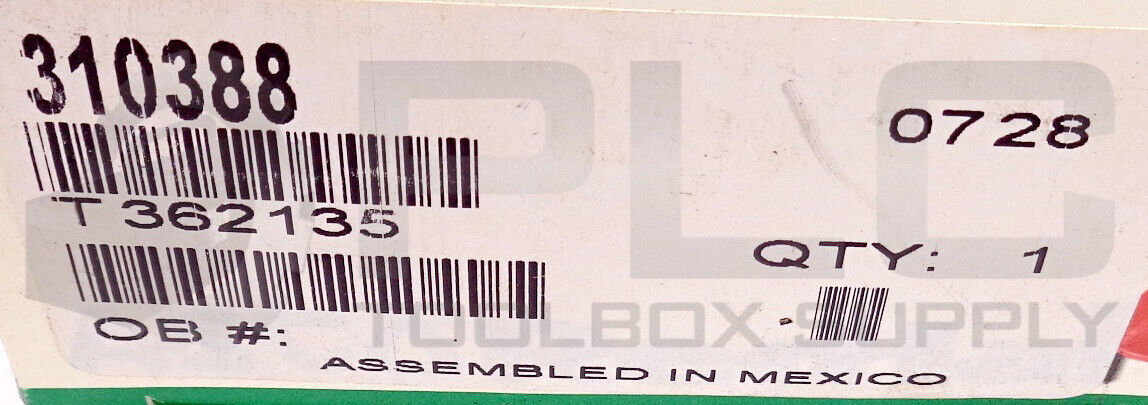 310388
0728
T 362135
QTY: 1
OB #:
ASSEMBLED IN MEXICO
PLC
TOOLBOX SUPPLY